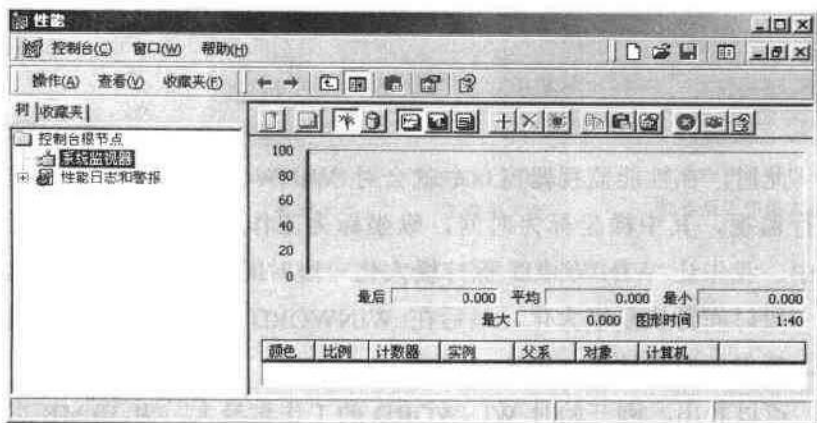 性能
控制台(C) 窗口(W) 帮助(H)
操作(A) 查看(V) 收藏夹(F)
树 收藏夹
控制台根节点
系统监视器
性能日志和警报
100
80
60
40
20
0
最后 0.000 平均 0.000 最小 0.000
最大 0.000 图形时间 1:40
颜色 比例 计数器 实例 父系 对象 计算机